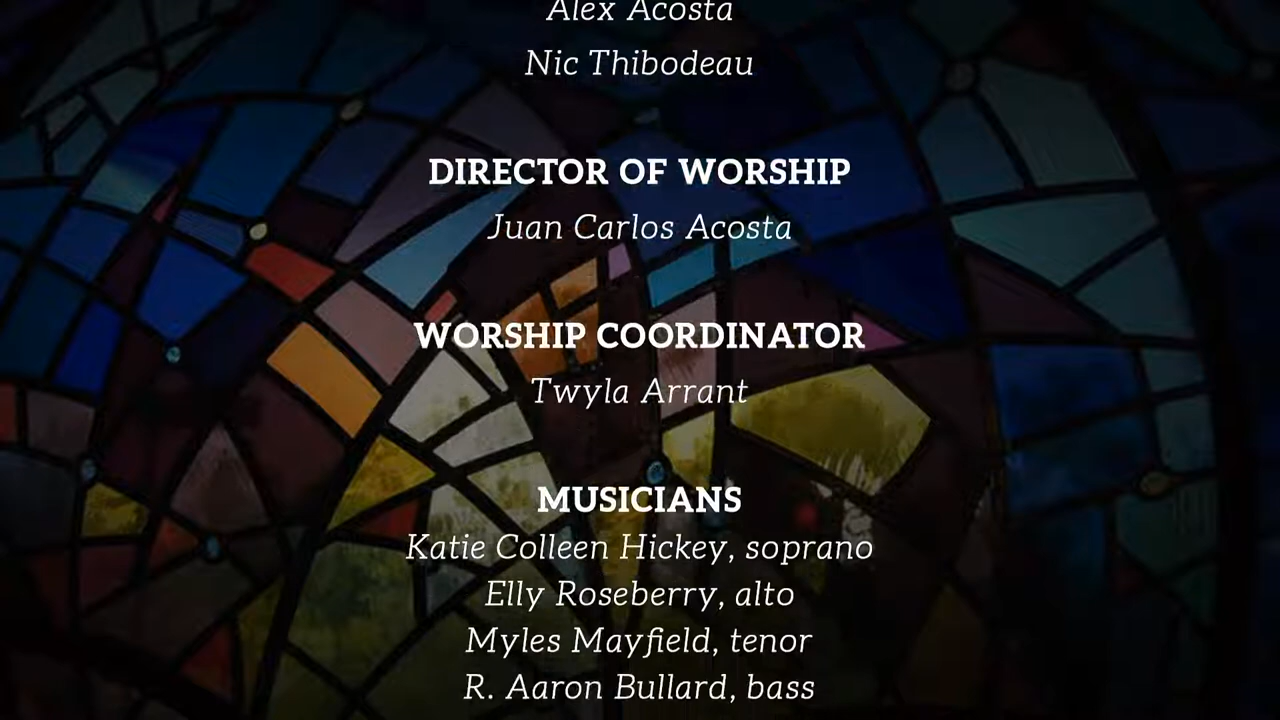 Alex Acosta
Nic Thibodeau
DIRECTOR OF WORSHIP
Juan Carlos Acosta
WORSHIP COORDINATOR
Twyla Arrant
MUSICIANS
Katie Colleen Hickey, soprano
Elly Roseberry, alto
Myles Mayfield, tenor
R. Aaron Bullard, bass